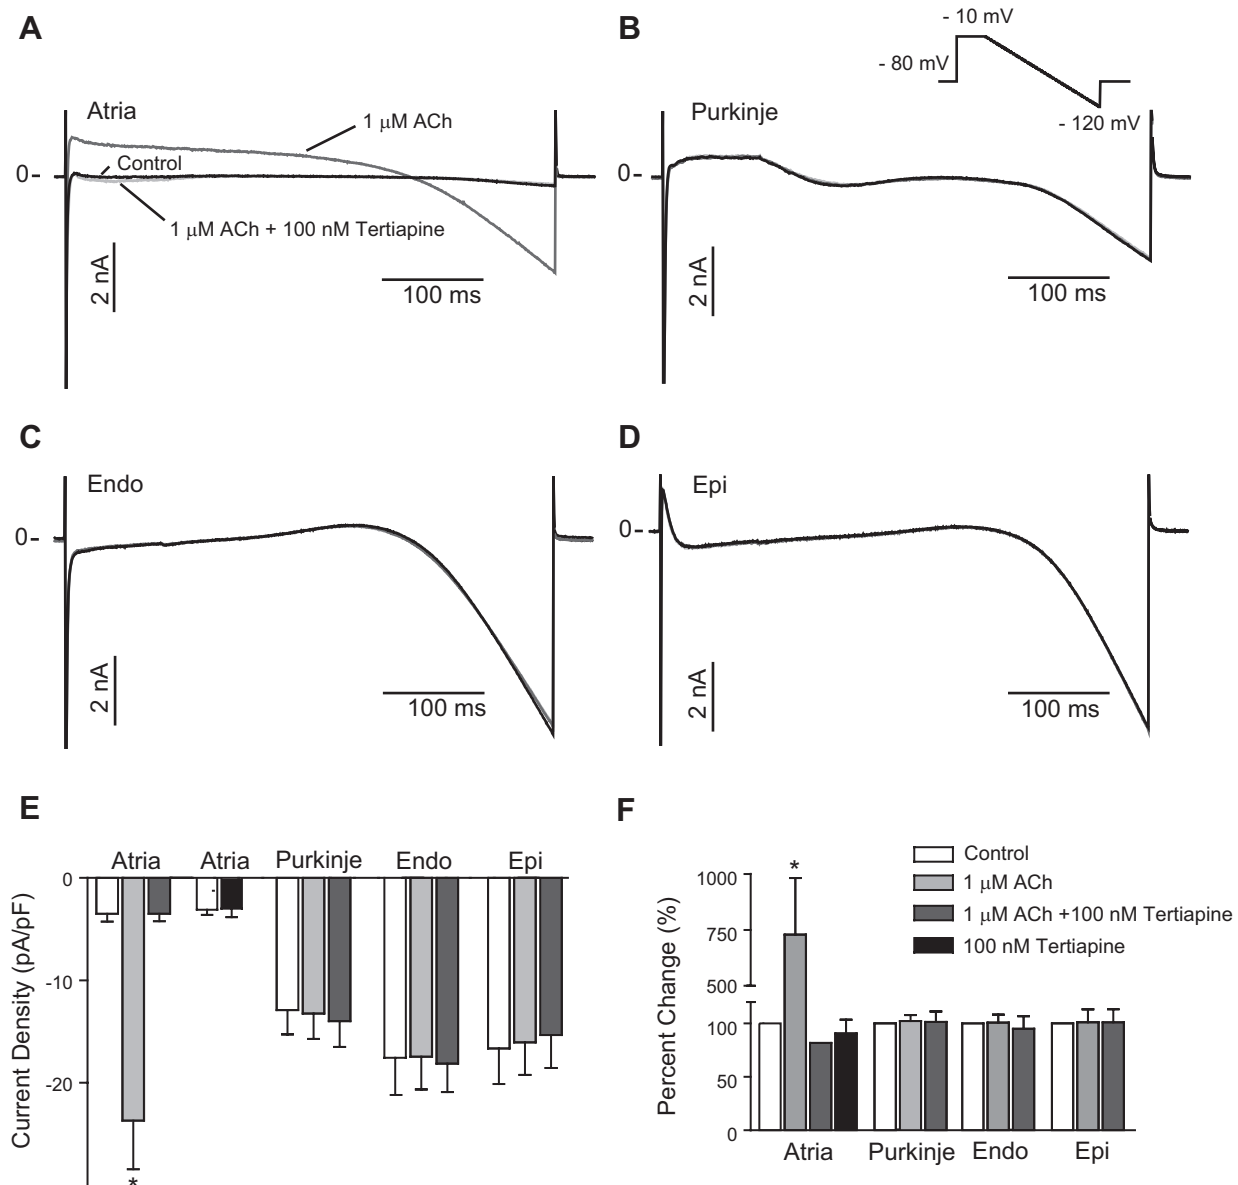 A
Atria
1 μM ACh
Control
0-
1 μM ACh + 100 nM Tertiapine
2 nA
100 ms
B
- 10 mV
- 80 mV
- 120 mV
Purkinje
0-
2 nA
100 ms
C
Endo
0-
2 nA
100 ms
D
Epi
0-
2 nA
100 ms
E
Atria Atria Purkinje Endo Epi
0
-10
-20
Current Density (pA/pF)
*
F
Control
1 μM ACh
1 μM ACh +100 nM Tertiapine
100 nM Tertiapine
*
1000
750
500
100
50
0
Percent Change (%)
Atria Purkinje Endo Epi